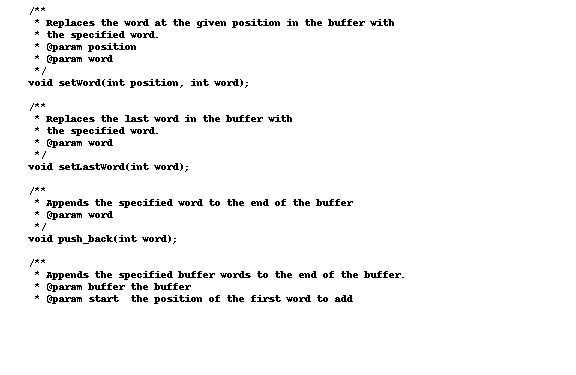 /**
 * Replaces the word at the given position in the buffer with
 * the specified word.
 * @param position
 * @param word
 */
void setWord(int position, int word);
/**
 * Replaces the last word in the buffer with
 * the specified word.
 * @param word
 */
void setLastWord(int word);
/**
 * Appends the specified word to the end of the buffer
 * @param word
 */
void push_back(int word);
/**
 * Appends the specified buffer words to the end of the buffer.
 * @param buffer the buffer
 * @param start  the position of the first word to add